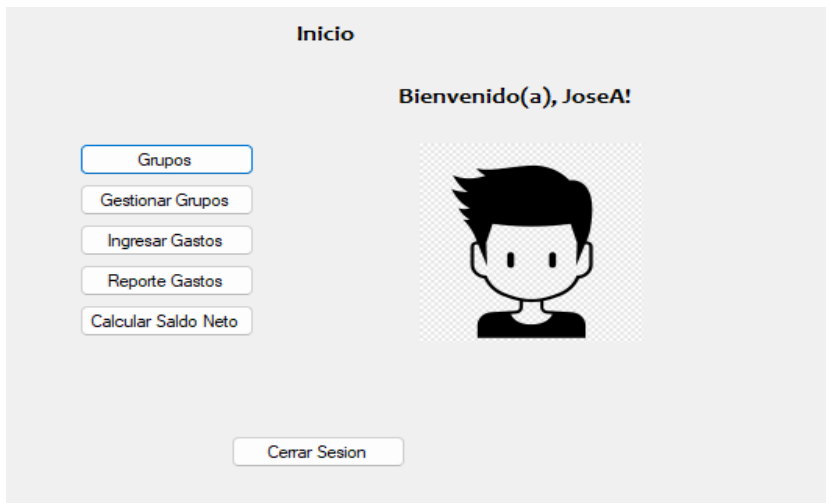 Inicio
Bienvenido(a), JoseA!
Grupos
Gestionar Grupos
Ingresar Gastos
Reporte Gastos
Calcular Saldo Neto
Cerrar Sesion